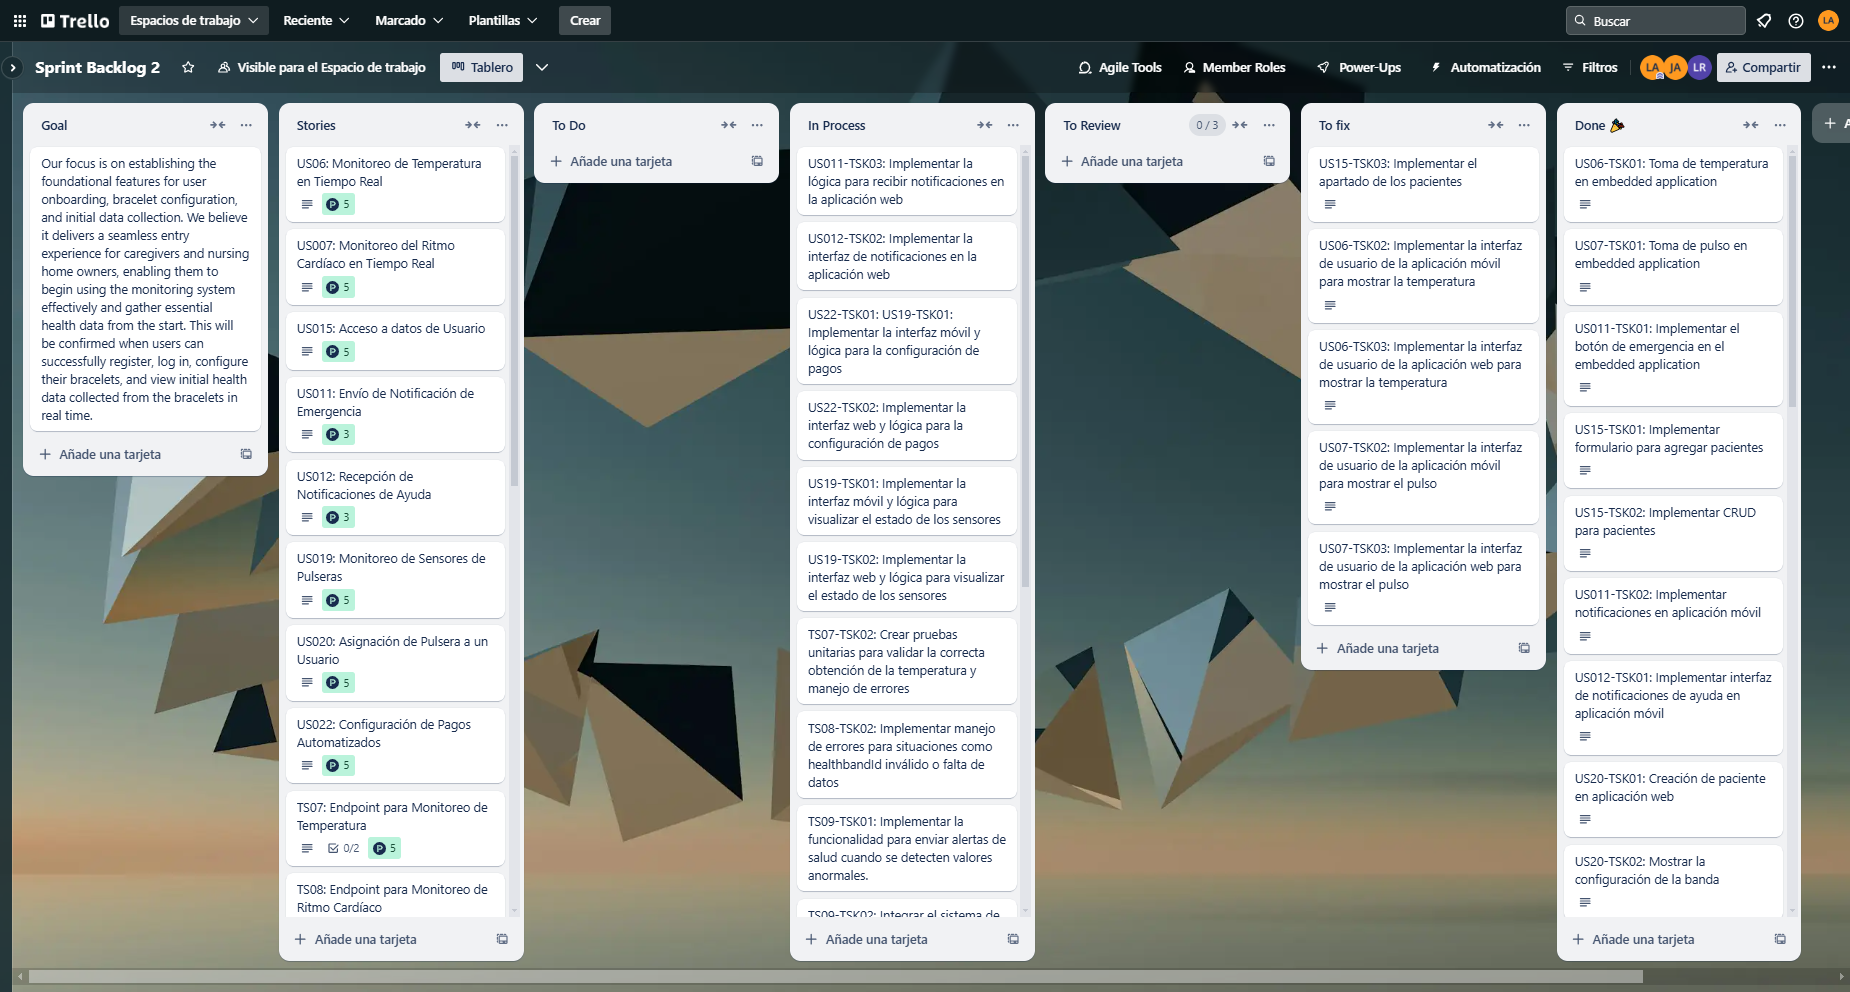 Trello
Espacios de trabajo
Reciente
Marcado
Plantillas
Crear
Buscar
LA
Sprint Backlog 2
Visible para el Espacio de trabajo
Tablero
Agile Tools
Member Roles
Power-Ups
Automatización
Filtros
LA
JA
LR
Compartir
Goal
Our focus is on establishing the
foundational features for user
onboarding, bracelet configuration,
and initial data collection. We believe
it delivers a seamless entry
experience for caregivers and nursing
home owners, enabling them to
begin using the monitoring system
effectively and gather essential
health data from the start. This will
be confirmed when users can
successfully register, log in, configure
their bracelets, and view initial health
data collected from the bracelets in
real time.
Añade una tarjeta
Stories
US06: Monitoreo de Temperatura
en Tiempo Real
P 5
US007: Monitoreo del Ritmo
Cardíaco en Tiempo Real
P 5
US015: Acceso a datos de Usuario
P 5
US011: Envío de Notificación de
Emergencia
P 3
US012: Recepción de
Notificaciones de Ayuda
P 3
US019: Monitoreo de Sensores de
Pulseras
P 5
US020: Asignación de Pulsera a un
Usuario
P 5
US022: Configuración de Pagos
Automatizados
P 5
TS07: Endpoint para Monitoreo de
Temperatura
0/2 P 5
TS08: Endpoint para Monitoreo de
Ritmo Cardíaco
Añade una tarjeta
To Do
Añade una tarjeta
In Process
US011-TSK03: Implementar la
lógica para recibir notificaciones en
la aplicación web
US012-TSK02: Implementar la
interfaz de notificaciones en la
aplicación web
US22-TSK01: US19-TSK01:
Implementar la interfaz móvil y
lógica para la configuración de
pagos
US22-TSK02: Implementar la
interfaz web y lógica para la
configuración de pagos
US19-TSK01: Implementar la
interfaz móvil y lógica para
visualizar el estado de los sensores
US19-TSK02: Implementar la
interfaz web y lógica para visualizar
el estado de los sensores
TS07-TSK02: Crear pruebas
unitarias para validar la correcta
obtención de la temperatura y
manejo de errores
TS08-TSK02: Implementar manejo
de errores para situaciones como
healthbandId inválido o falta de
datos
TS09-TSK01: Implementar la
funcionalidad para enviar alertas de
salud cuando se detecten valores
anormales.
TS09-TSK02: Integrar el sistema de
Añade una tarjeta
To Review
0 / 3
Añade una tarjeta
To fix
US15-TSK03: Implementar el
apartado de los pacientes
US06-TSK02: Implementar la interfaz
de usuario de la aplicación móvil
para mostrar la temperatura
US06-TSK03: Implementar la interfaz
de usuario de la aplicación web para
mostrar la temperatura
US07-TSK02: Implementar la interfaz
de usuario de la aplicación móvil
para mostrar el pulso
US07-TSK03: Implementar la interfaz
de usuario de la aplicación web para
mostrar el pulso
Añade una tarjeta
Done 🎉
US06-TSK01: Toma de temperatura
en embedded application
US07-TSK01: Toma de pulso en
embedded application
US011-TSK01: Implementar el
botón de emergencia en el
embedded application
US15-TSK01: Implementar
formulario para agregar pacientes
US15-TSK02: Implementar CRUD
para pacientes
US011-TSK02: Implementar
notificaciones en aplicación móvil
US012-TSK01: Implementar interfaz
de notificaciones de ayuda en
aplicación móvil
US20-TSK01: Creación de paciente
en aplicación web
US20-TSK02: Mostrar la
configuración de la banda
Añade una tarjeta